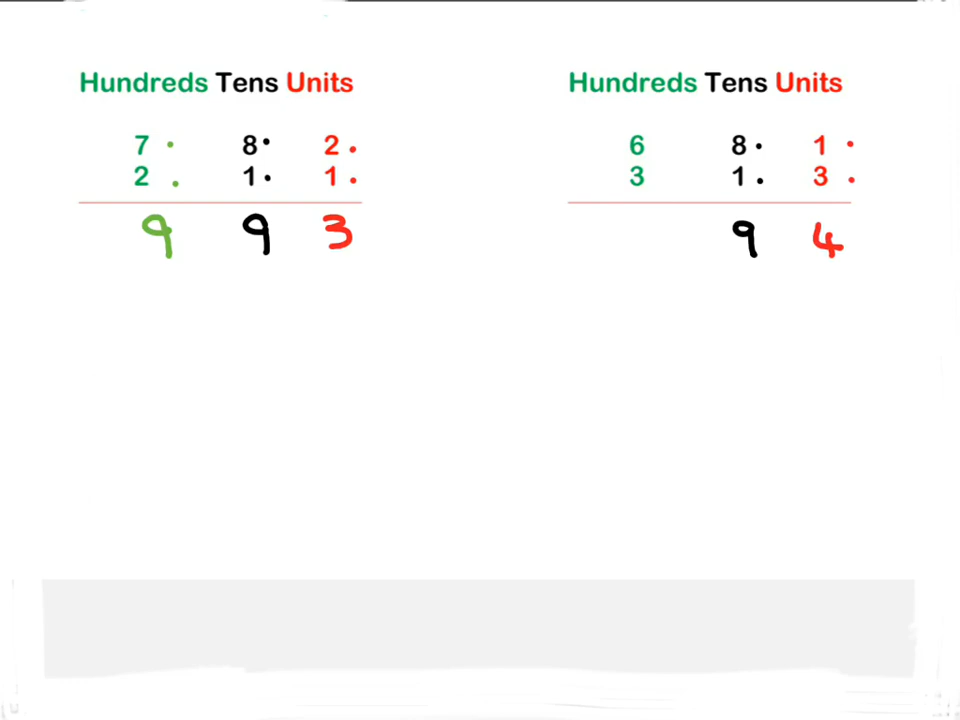 Hundreds Tens Units
7 8 2
2 1 1
9 9 3
Hundreds Tens Units
6 8 1
3 1 3
9 4